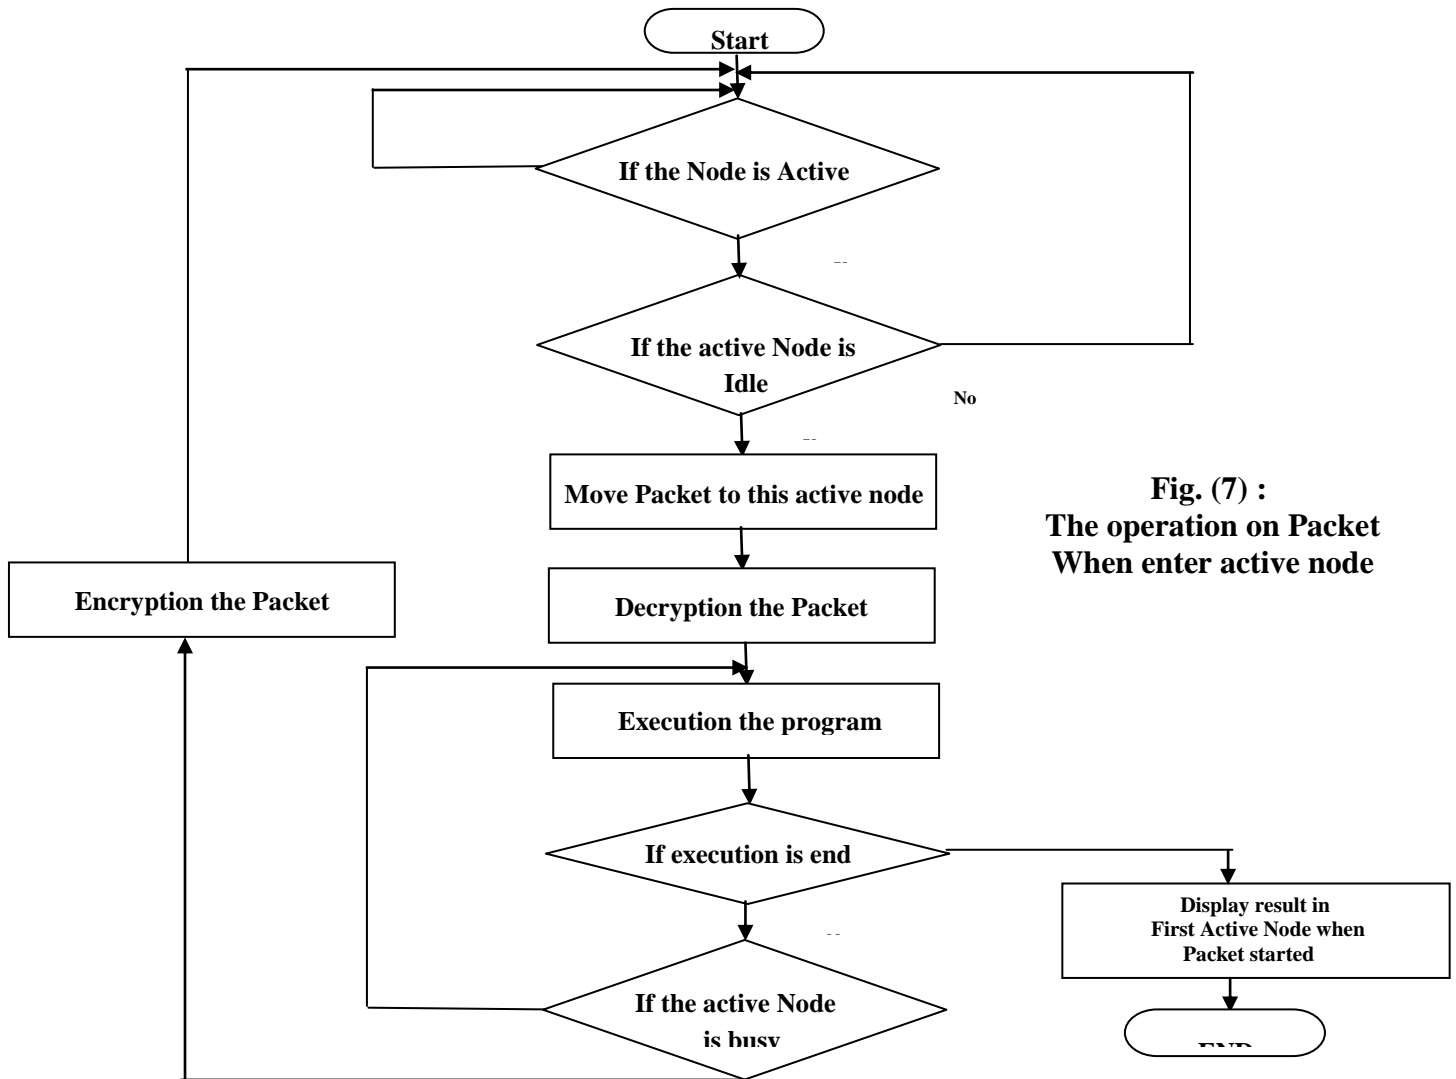 Start
If the Node is Active
If the active Node is
Idle
No
Move Packet to this active node
Fig. (7) :
The operation on Packet
When enter active node
Encryption the Packet
Decryption the Packet
Execution the program
If execution is end
Display result in
First Active Node when
Packet started
If the active Node
is busy
END